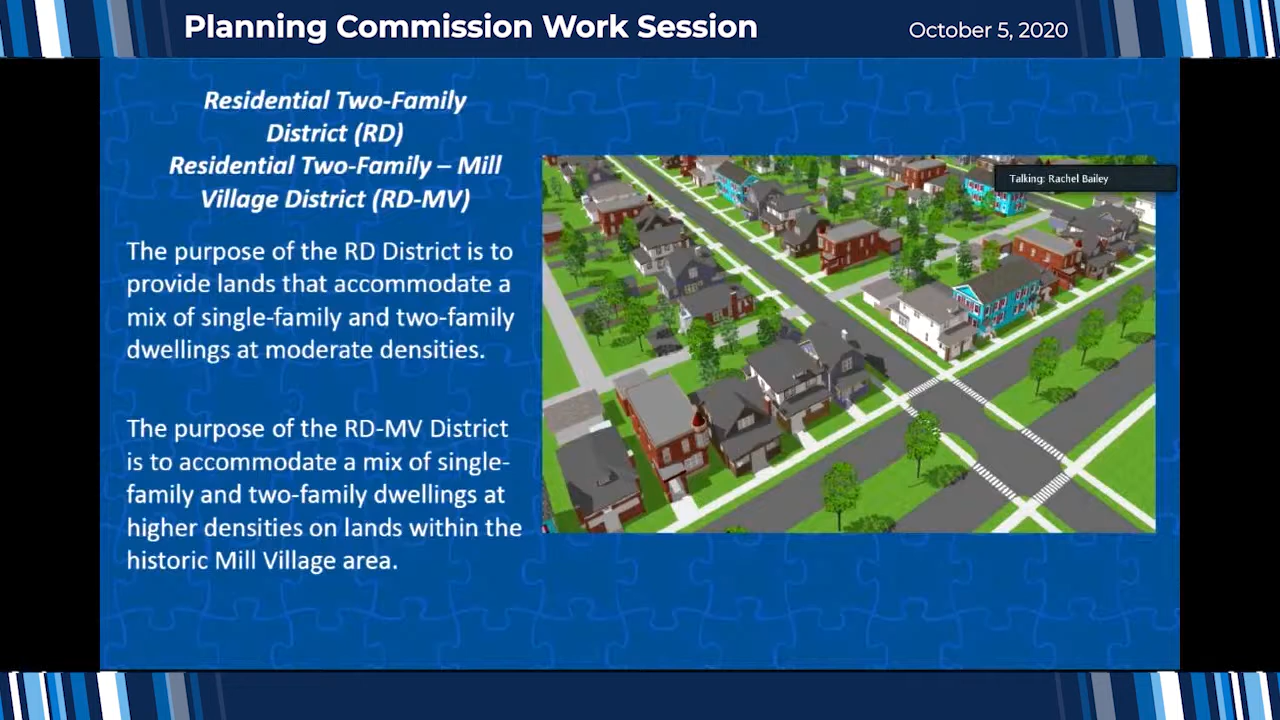 Planning Commission Work Session
October 5, 2020
Residential Two-Family
District (RD)
Residential Two-Family – Mill
Village District (RD-MV)
Talking: Rachel Bailey
The purpose of the RD District is to
provide lands that accommodate a
mix of single-family and two-family
dwellings at moderate densities.
The purpose of the RD-MV District
is to accommodate a mix of single-
family and two-family dwellings at
higher densities on lands within the
historic Mill Village area.